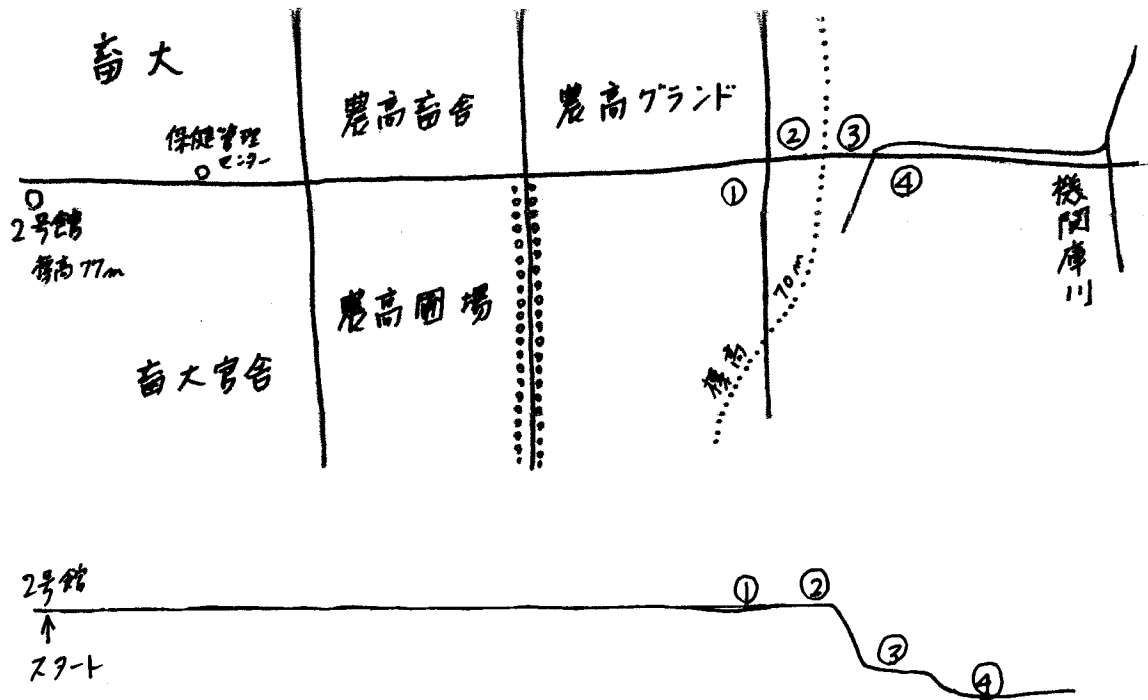 畜大
農高畜舎
農高グランド
保健管理
センター
②
③
①
④
2号館
標高77m
機関庫川
農高圃場
70m
標高
畜大官舎
2号館
①
②
スタート
③
④